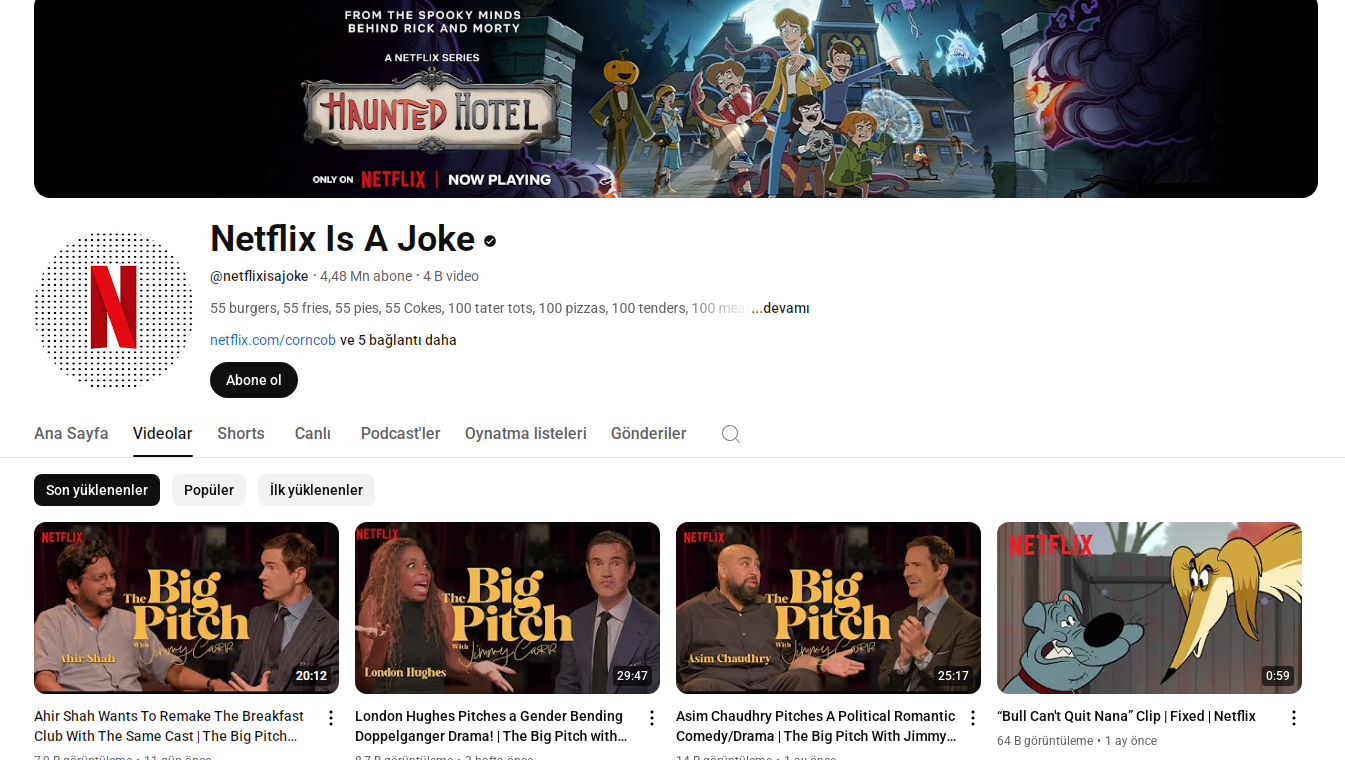 FROM THE SPOOKY MINDS
BEHIND RICK AND MORTY
A NETFLIX SERIES
HAUNTED HOTEL
ONLY ON NETFLIX | NOW PLAYING
Netflix Is A Joke
@netflixisajoke · 4,48 Mn abone · 4 B video
55 burgers, 55 fries, 55 pies, 55 Cokes, 100 tater tots, 100 pizzas, 100 tenders, 100 mea ...devamı
netflix.com/corncob ve 5 bağlantı daha
Abone ol
Ana Sayfa Videolar Shorts Canlı Podcast'ler Oynatma listeleri Gönderiler
Son yüklenenler Popüler İlk yüklenenler
NETFLIX
The Big Pitch
With Jimmy Carr
Ahir Shah
20:12
NETFLIX
The Big Pitch
With Jimmy Carr
London Hughes
29:47
NETFLIX
The Big Pitch
With Jimmy Carr
Asim Chaudhry
25:17
NETFLIX
0:59
Ahir Shah Wants To Remake The Breakfast
Club With The Same Cast | The Big Pitch…
7,9 B görüntüleme • 11 gün önce
London Hughes Pitches a Gender Bending
Doppelganger Drama! | The Big Pitch with…
8,7 B görüntüleme • 3 hafta önce
Asim Chaudhry Pitches A Political Romantic
Comedy/Drama | The Big Pitch With Jimmy…
14 B görüntüleme • 1 ay önce
“Bull Can't Quit Nana” Clip | Fixed | Netflix
64 B görüntüleme • 1 ay önce